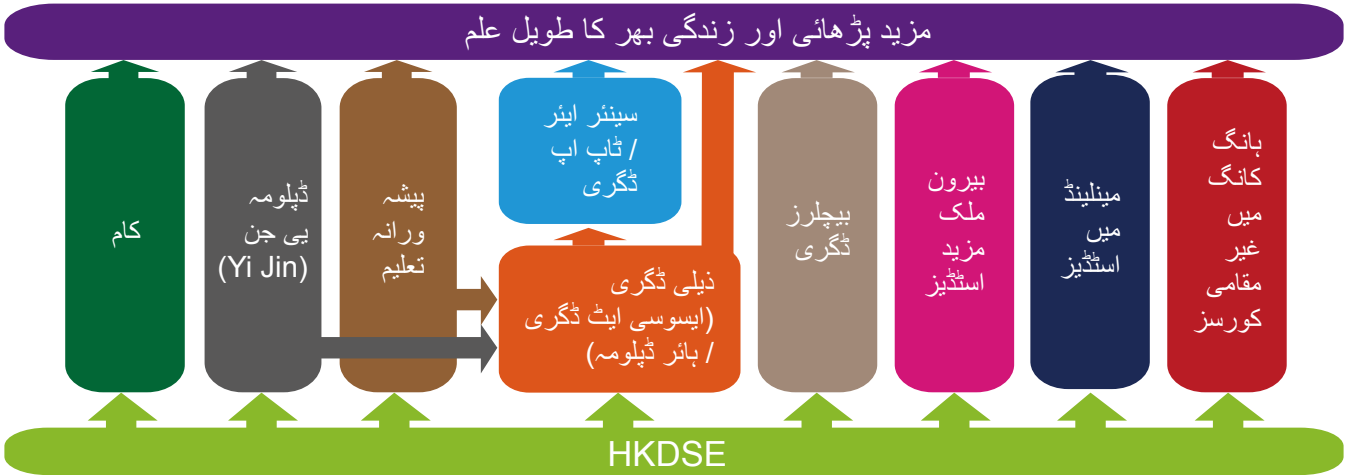 مزید پڑھائی اور زندگی بھر کا طویل علم
کام
ڈپلومہ
یی جن
(Yi Jin)
پیشہ
ورانہ
تعلیم
سینئر ایئر
/ ٹاپ اپ
ڈگری
ذیلی ڈگری
(ایسوسی ایٹ ڈگری
/ ہائر ڈپلومہ)
بیچلرز
ڈگری
بیرون
ملک
مزید
اسٹڈیز
مینلینڈ
میں
اسٹڈیز
ہانگ
کانگ
میں
غیر
مقامی
کورسز
HKDSE